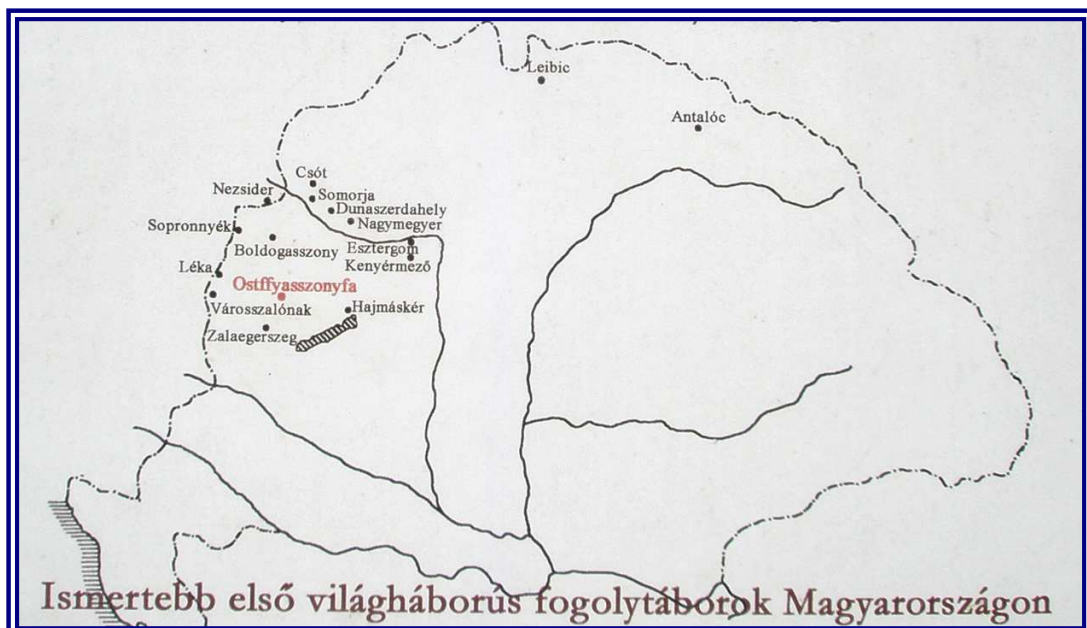 Leibic
Antalóc
Csót
Nezsider
Somorja
Dunaszerdahely
Nagymegyer
Sopronnyék
Boldogasszony
Esztergom
Kenyérmező
Léka
Ostffyasszonyfa
Városszalónak
Hajmáskér
Zalaegerszeg
Ismertebb első világháborús fogolytáborok Magyarországon